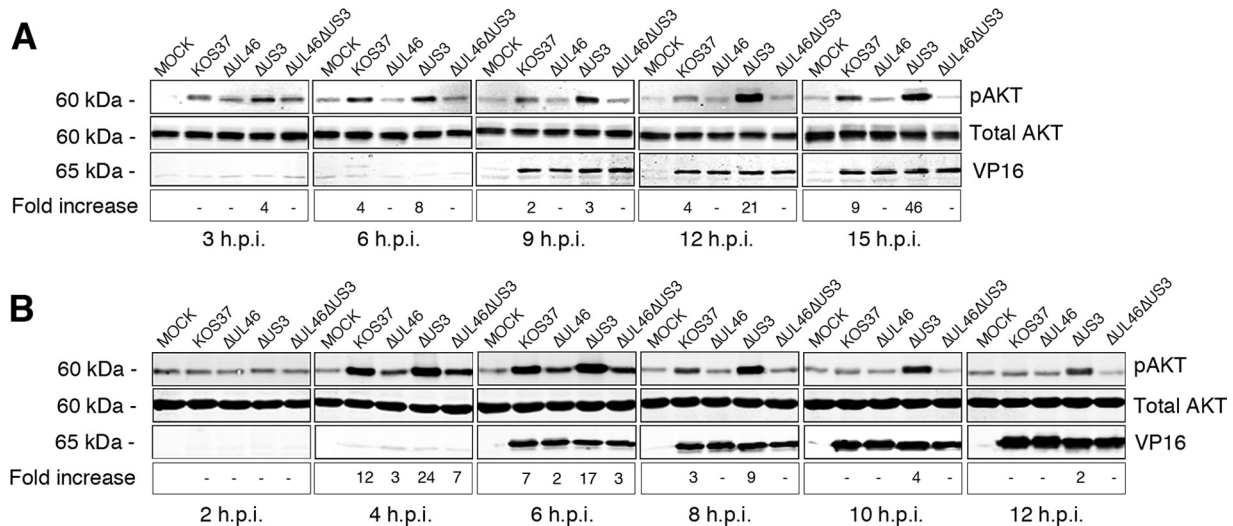 A
MOCK KOS37 ΔUL46 ΔUS3 ΔUL46ΔUS3 MOCK KOS37 ΔUL46 ΔUS3 ΔUL46ΔUS3 MOCK KOS37 ΔUL46 ΔUS3 ΔUL46ΔUS3 MOCK KOS37 ΔUL46 ΔUS3 ΔUL46ΔUS3 MOCK KOS37 ΔUL46 ΔUS3 ΔUL46ΔUS3
60 kDa - pAKT
60 kDa - Total AKT
65 kDa - VP16
Fold increase - - 4 - 4 - 8 - 2 - 3 - 4 - 21 - 9 - 46 -
3 h.p.i. 6 h.p.i. 9 h.p.i. 12 h.p.i. 15 h.p.i.
B
MOCK KOS37 ΔUL46 ΔUS3 ΔUL46ΔUS3 MOCK KOS37 ΔUL46 ΔUS3 ΔUL46ΔUS3 MOCK KOS37 ΔUL46 ΔUS3 ΔUL46ΔUS3 MOCK KOS37 ΔUL46 ΔUS3 ΔUL46ΔUS3 MOCK KOS37 ΔUL46 ΔUS3 ΔUL46ΔUS3 MOCK KOS37 ΔUL46 ΔUS3 ΔUL46ΔUS3
60 kDa - pAKT
60 kDa - Total AKT
65 kDa - VP16
Fold increase - - - - 12 3 24 7 7 2 17 3 3 - 9 - - - 4 - - - 2 -
2 h.p.i. 4 h.p.i. 6 h.p.i. 8 h.p.i. 10 h.p.i. 12 h.p.i.